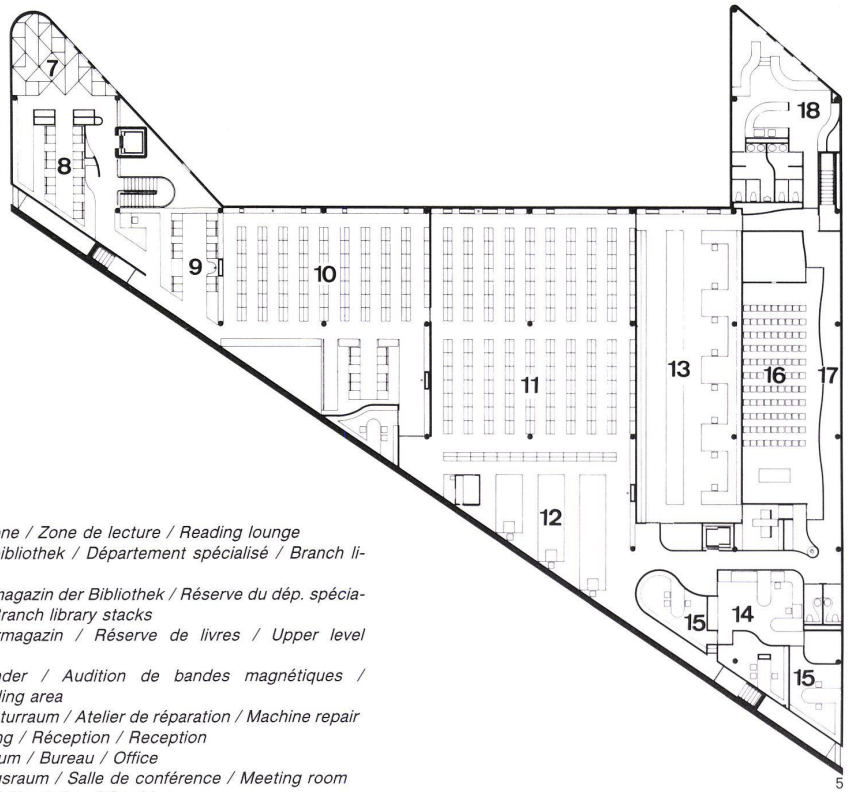 7
8
9
10
11
12
13
14
15
15
16
17
18
ne / Zone de lecture / Reading lounge
ibliothek / Département spécialisé / Branch li-
magazin der Bibliothek / Réserve du dép. spécia-
Branch library stacks
rmagazin / Réserve de livres / Upper level
nder / Audition de bandes magnétiques /
ding area
turraum / Atelier de réparation / Machine repair
ng / Réception / Reception
um / Bureau / Office
gsraum / Salle de conférence / Meeting room
5